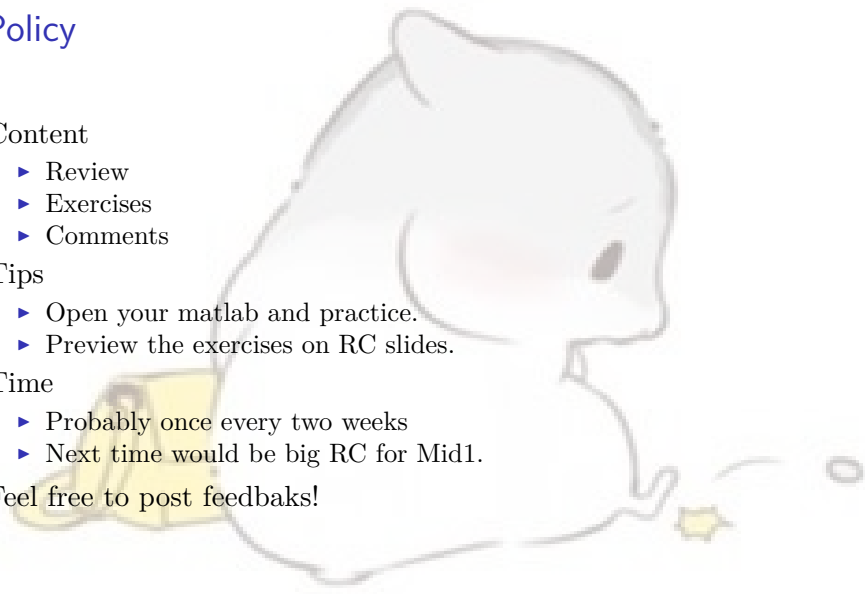 Policy
Content
▶ Review
▶ Exercises
▶ Comments
Tips
▶ Open your matlab and practice.
▶ Preview the exercises on RC slides.
Time
▶ Probably once every two weeks
▶ Next time would be big RC for Mid1.
Feel free to post feedbaks!